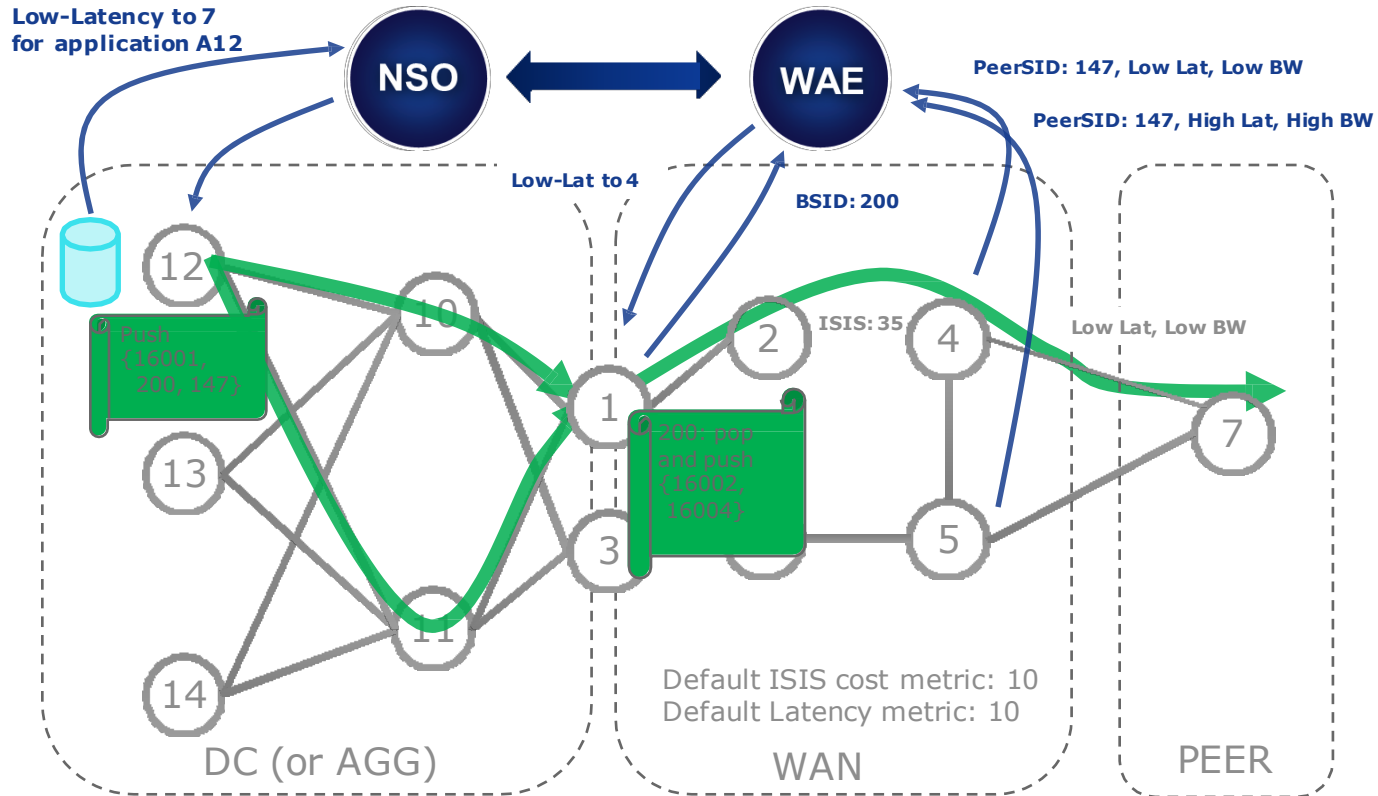 Low-Latency to 7
for application A12
NSO
WAE
PeerSID: 147, Low Lat, Low BW
PeerSID: 147, High Lat, High BW
Low-Lat to 4
BSID: 200
12
10
Push
{16001,
200, 147}
13
11
14
1
3
2
ISIS: 35
4
Low Lat, Low BW
200: pop
and push
{16002,
16004}
5
7
Default ISIS cost metric: 10
Default Latency metric: 10
DC (or AGG)
WAN
PEER